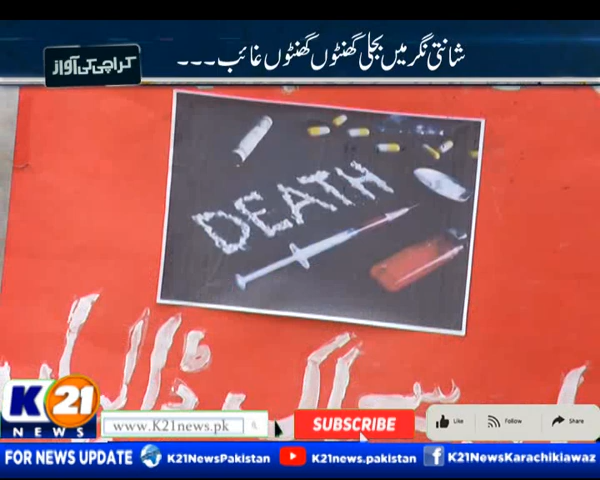 شانتی نگر میں بجلی گھنٹوں گھنٹوں غائب ۔۔۔
کراچی کی آواز
DEATH
K21
NEWS
www.K21news.pk
SUBSCRIBE
Like
Follow
Share
FOR NEWS UPDATE
K21NewsPakistan
K21news.pakistan
K21NewsKarachikiawaz